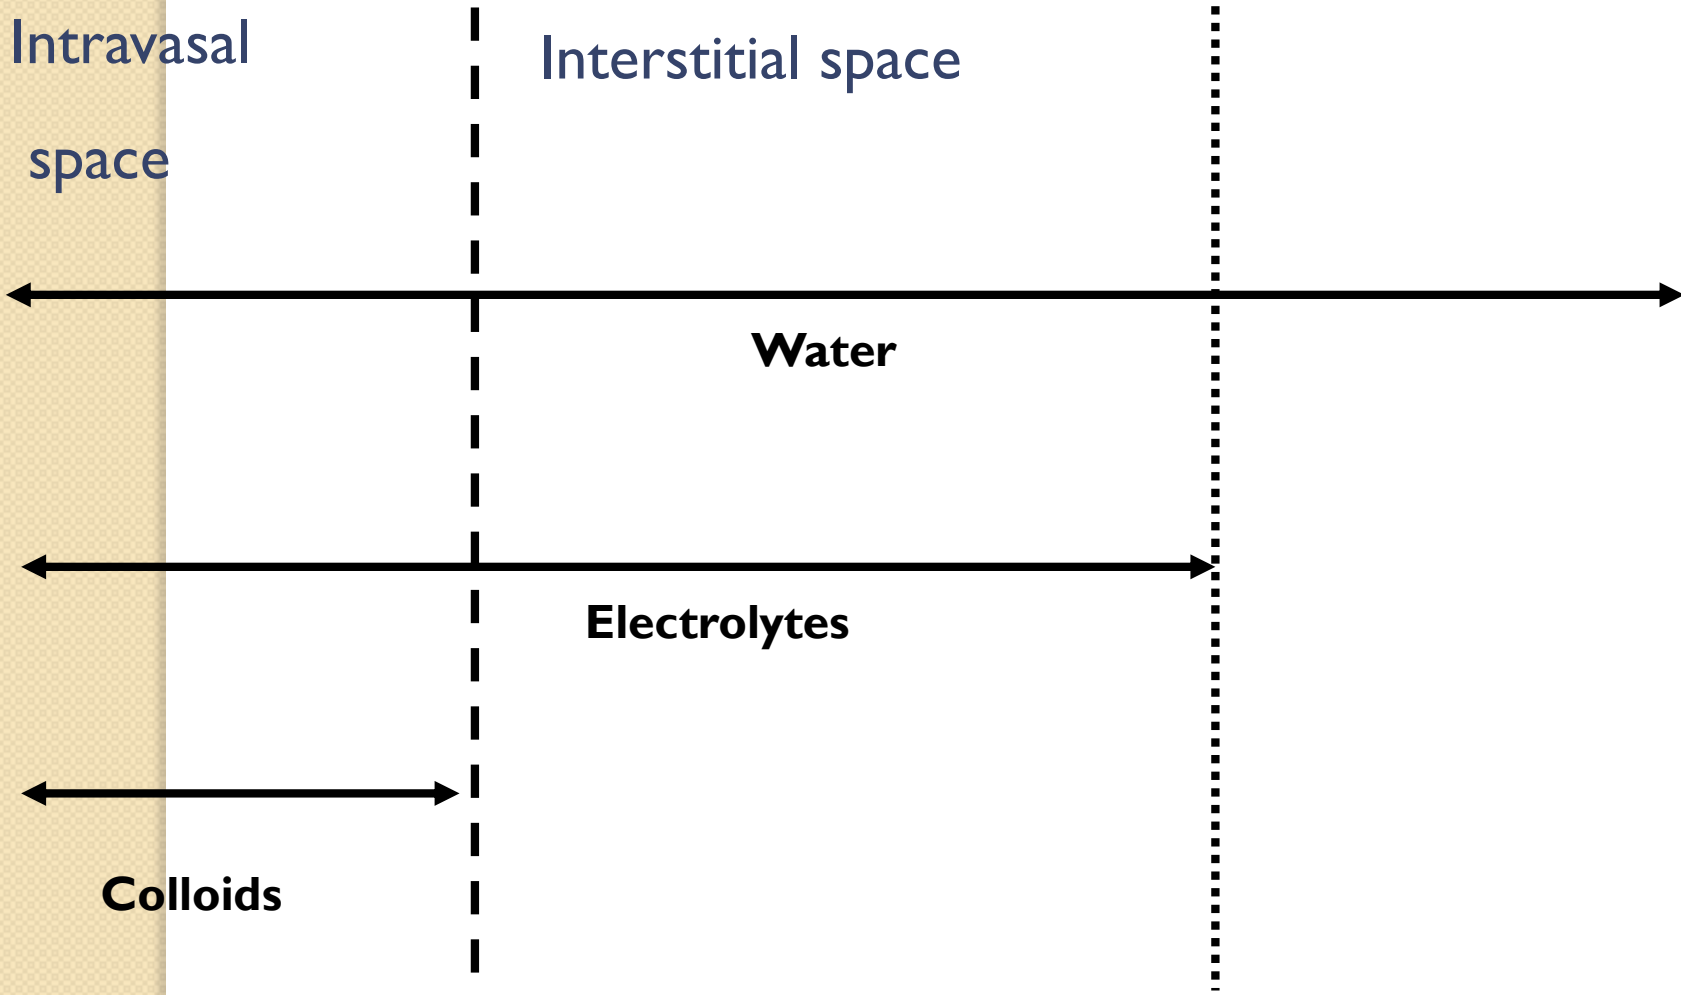 Intravasal
space
Interstitial space
Water
Electrolytes
Colloids